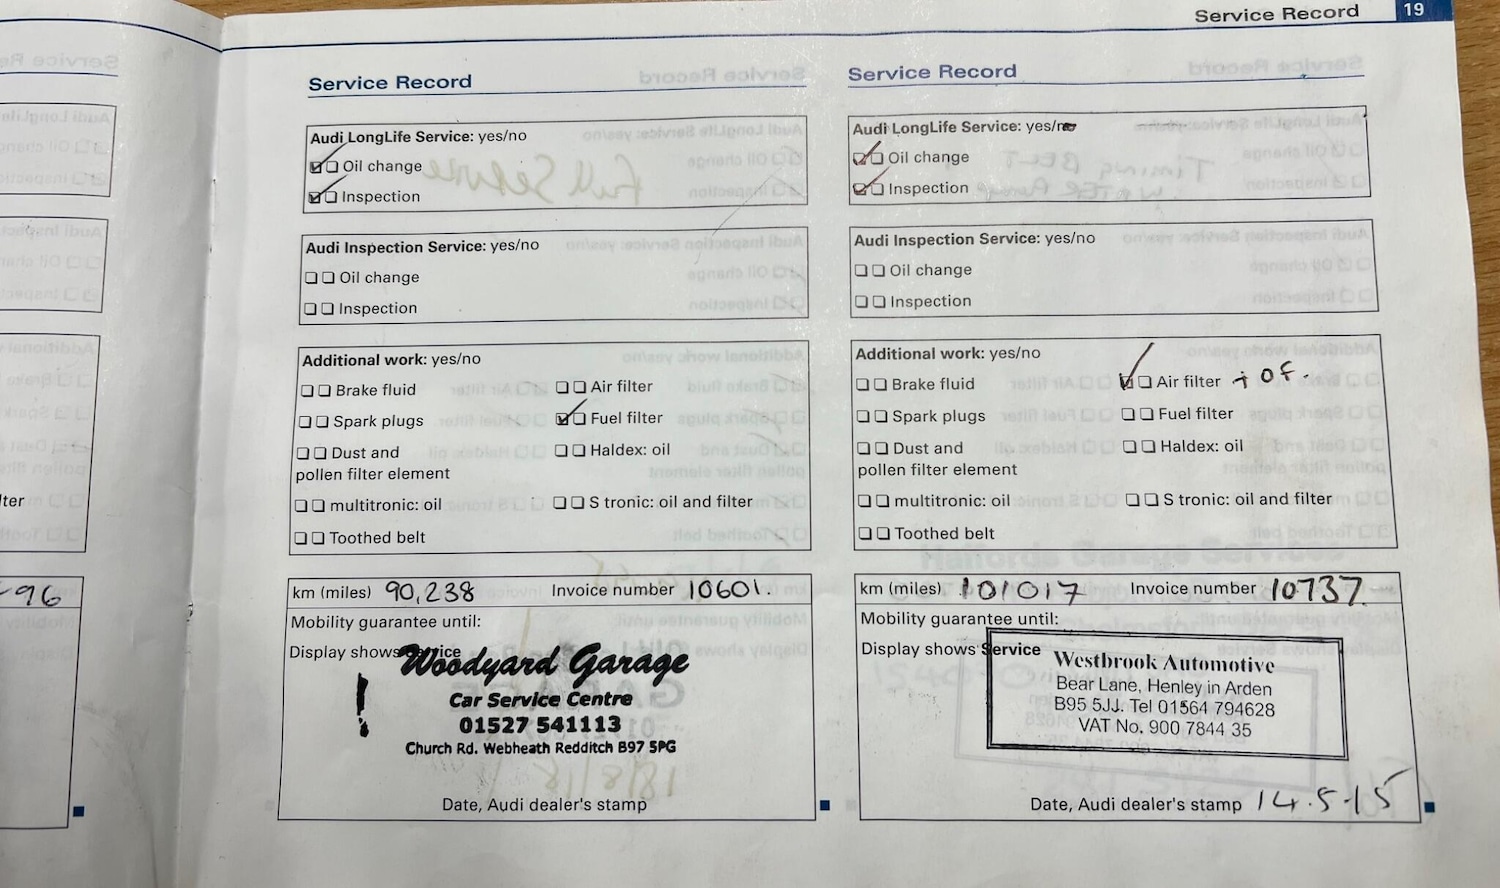 Service Record 19
Service Record
Audi LongLife Service: yes/no
Oil change
Inspection
Audi Inspection Service: yes/no
Oil change
Inspection
Additional work: yes/no
Brake fluid
Air filter
Spark plugs
Fuel filter
Dust and
pollen filter element
Haldex: oil
multitronic: oil
S tronic: oil and filter
Toothed belt
km (miles) 90,238 Invoice number 10601.
Mobility guarantee until:
Display shows Service
Woodyard Garage
Car Service Centre
01527 541113
Church Rd. Webheath Redditch B97 5PG
Date, Audi dealer's stamp
Service Record
Audi LongLife Service: yes/no
Oil change
Inspection
Audi Inspection Service: yes/no
Oil change
Inspection
Additional work: yes/no
Brake fluid
Air filter + OF.
Spark plugs
Fuel filter
Dust and
pollen filter element
Haldex: oil
multitronic: oil
S tronic: oil and filter
Toothed belt
km (miles) 101017 Invoice number 10737.
Mobility guarantee until:
Display shows Service
Westbrook Automotive
Bear Lane, Henley in Arden
B95 5JJ. Tel 01564 794628
VAT No. 900 7844 35
Date, Audi dealer's stamp 14.5.15